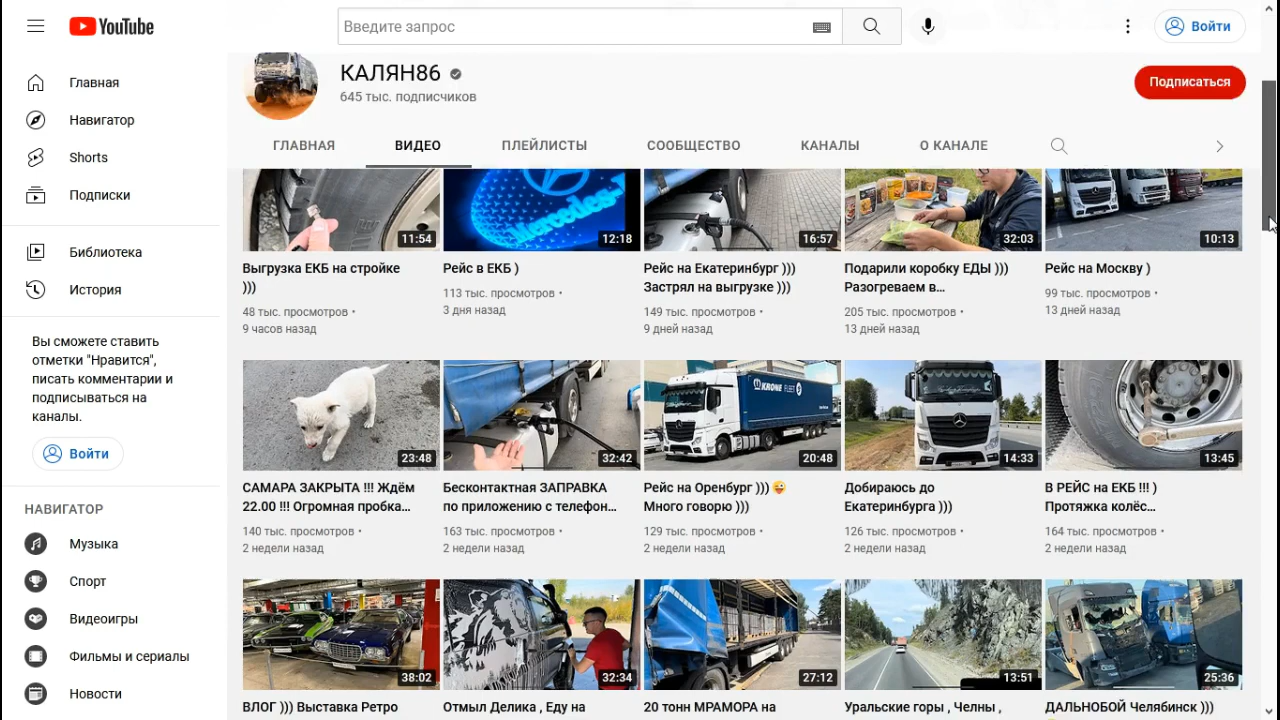 YouTube
Введите запрос
Войти
Главная
Навигатор
Shorts
Подписки
Библиотека
История
Вы сможете ставить
отметки "Нравится",
писать комментарии и
подписываться на
каналы.
Войти
НАВИГАТОР
Музыка
Спорт
Видеоигры
Фильмы и сериалы
Новости
КАЛЯН86
645 тыс. подписчиков
Подписаться
ГЛАВНАЯ
ВИДЕО
ПЛЕЙЛИСТЫ
СООБЩЕСТВО
КАНАЛЫ
О КАНАЛЕ
11:54
Выгрузка ЕКБ на стройке
)))
48 тыс. просмотров •
9 часов назад
Mercedes-
12:18
Рейс в ЕКБ )
113 тыс. просмотров •
3 дня назад
16:57
Рейс на Екатеринбург )))
Застрял на выгрузке )))
149 тыс. просмотров •
9 дней назад
32:03
Подарили коробку ЕДЫ )))
Разогреваем в...
205 тыс. просмотров •
13 дней назад
10:13
Рейс на Москву )
99 тыс. просмотров •
13 дней назад
23:48
САМАРА ЗАКРЫТА !!! Ждём
22.00 !!! Огромная пробка...
140 тыс. просмотров •
2 недели назад
32:42
Бесконтактная ЗАПРАВКА
по приложению с телефон...
163 тыс. просмотров •
2 недели назад
KRONE FLEET
20:48
Рейс на Оренбург ))) 😜
Много говорю )))
129 тыс. просмотров •
2 недели назад
14:33
Добираюсь до
Екатеринбурга )))
126 тыс. просмотров •
2 недели назад
13:45
В РЕЙС на ЕКБ !!! )
Протяжка колёс...
164 тыс. просмотров •
2 недели назад
38:02
ВЛОГ ))) Выставка Ретро
32:34
Отмыл Делика , Еду на
27:12
20 тонн МРАМОРА на
13:51
Уральские горы , Челны ,
25:36
ДАЛЬНОБОЙ Челябинск )))